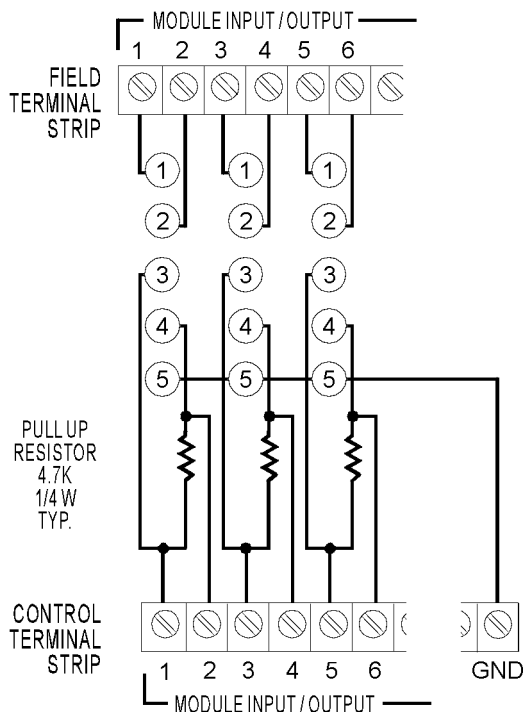 MODULE INPUT / OUTPUT
1 2 3 4 5 6
FIELD
TERMINAL
STRIP
1 1 1
2 2 2
3 3 3
4 4 4
5 5 5
PULL UP
RESISTOR
4.7K
1/4 W
TYP.
CONTROL
TERMINAL
STRIP
1 2 3 4 5 6 GND
MODULE INPUT / OUTPUT